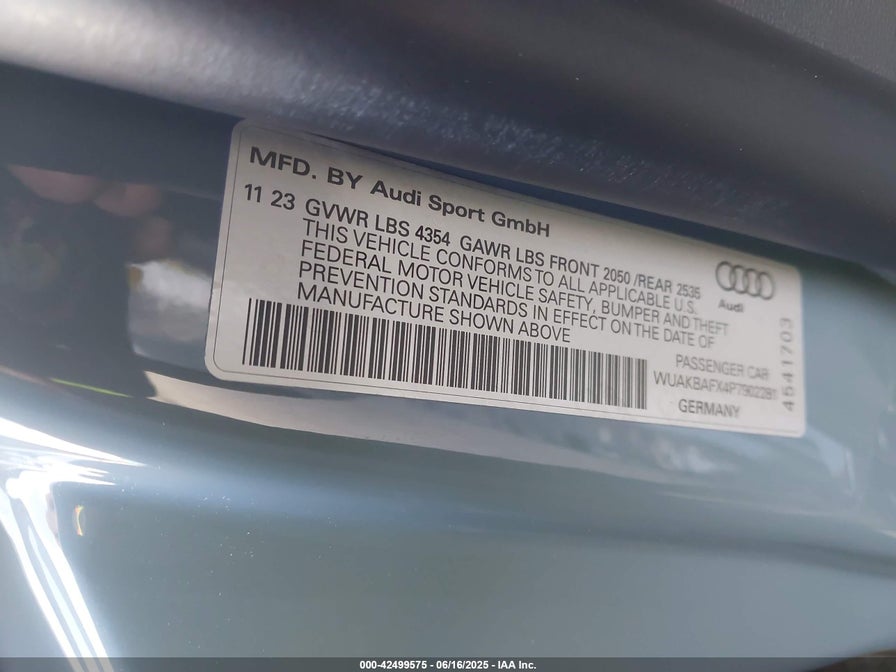 MFD. BY Audi Sport GmbH
11 23 GVWR LBS 4354 GAWR LBS FRONT 2050 /REAR 2535
THIS VEHICLE CONFORMS TO ALL APPLICABLE U.S.
FEDERAL MOTOR VEHICLE SAFETY, BUMPER AND THEFT
PREVENTION STANDARDS IN EFFECT ON THE DATE OF
MANUFACTURE SHOWN ABOVE
Audi
PASSENGER CAR
WUAKBAFX4P7902281
GERMANY
4541703
000-42499575 - 06/16/2025 - IAA Inc.